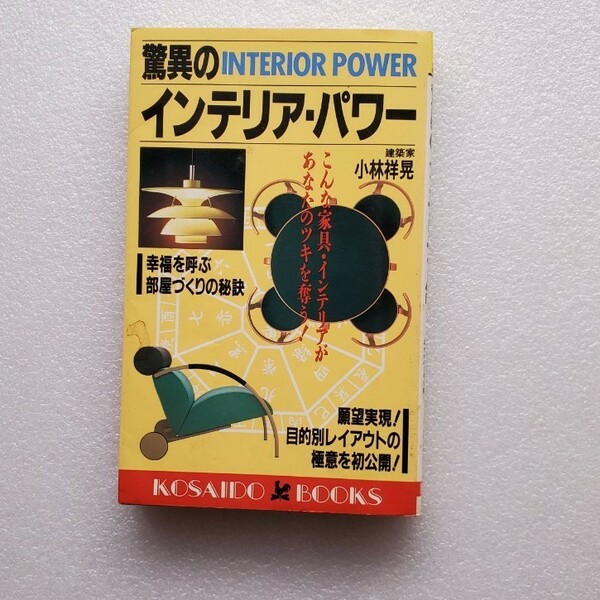 驚異のINTERIOR POWER
インテリア・パワー
建築家
小林祥晃
こんな家具・インテリアが
あなたのツキを奪う!
幸福を呼ぶ
部屋づくりの秘訣
願望実現!
目的別レイアウトの
極意を初公開!
KOSAIDO BOOKS